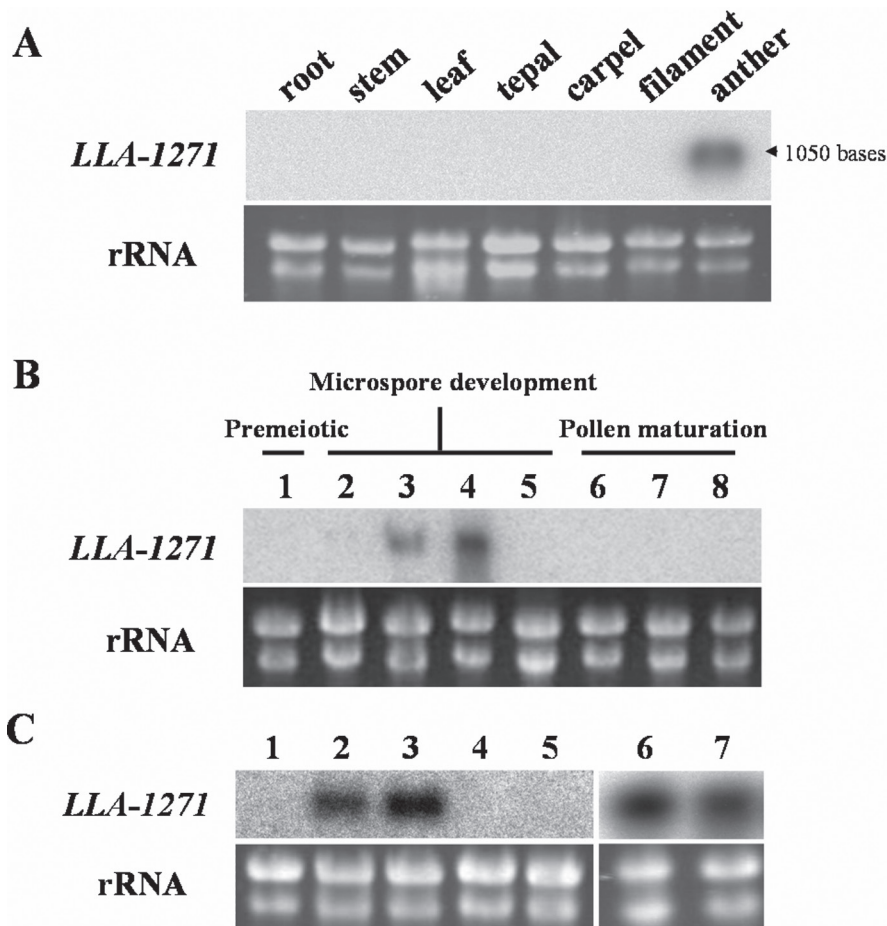 A
root stem leaf tepal carpel filament anther
LLA-1271
1050 bases
rRNA
B
Microspore development
Premeiotic
Pollen maturation
1 2 3 4 5 6 7 8
LLA-1271
rRNA
C
1 2 3 4 5 6 7
LLA-1271
rRNA